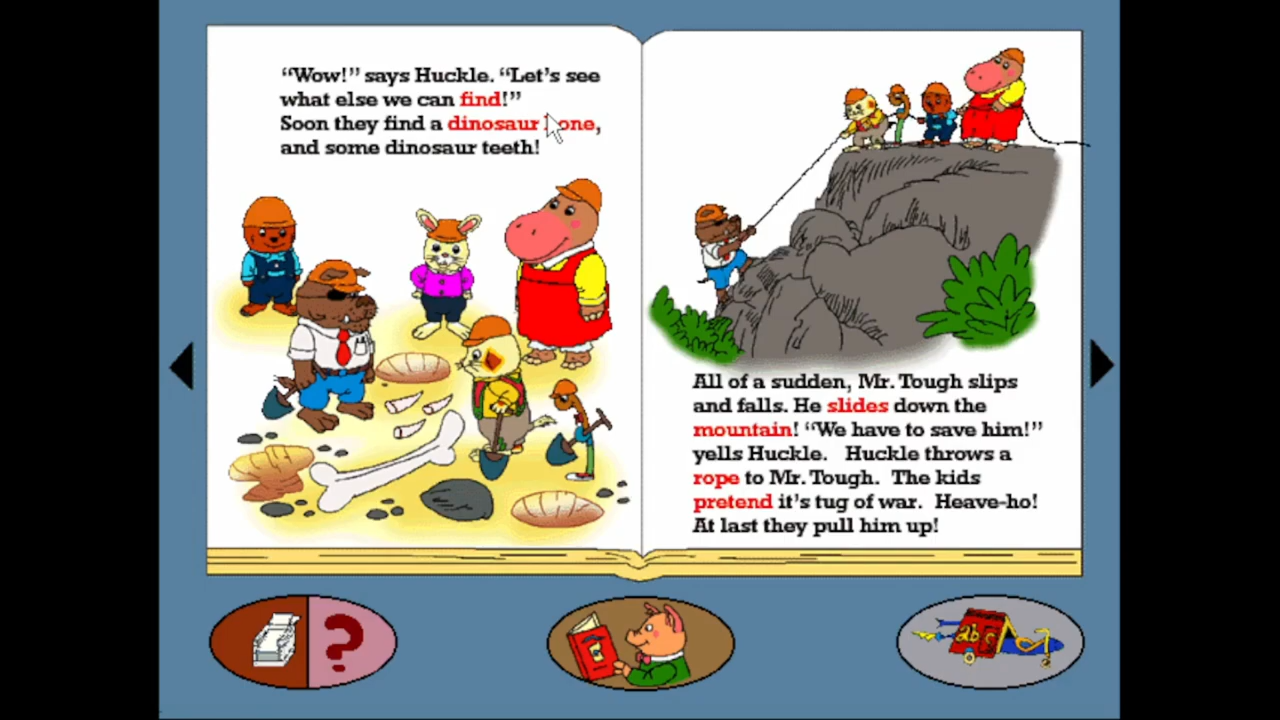 “Wow!” says Huckle. “Let’s see
what else we can find!”
Soon they find a dinosaur bone,
and some dinosaur teeth!
All of a sudden, Mr. Tough slips
and falls. He slides down the
mountain! “We have to save him!”
yells Huckle. Huckle throws a
rope to Mr. Tough. The kids
pretend it’s tug of war. Heave-ho!
At last they pull him up!
?
abc